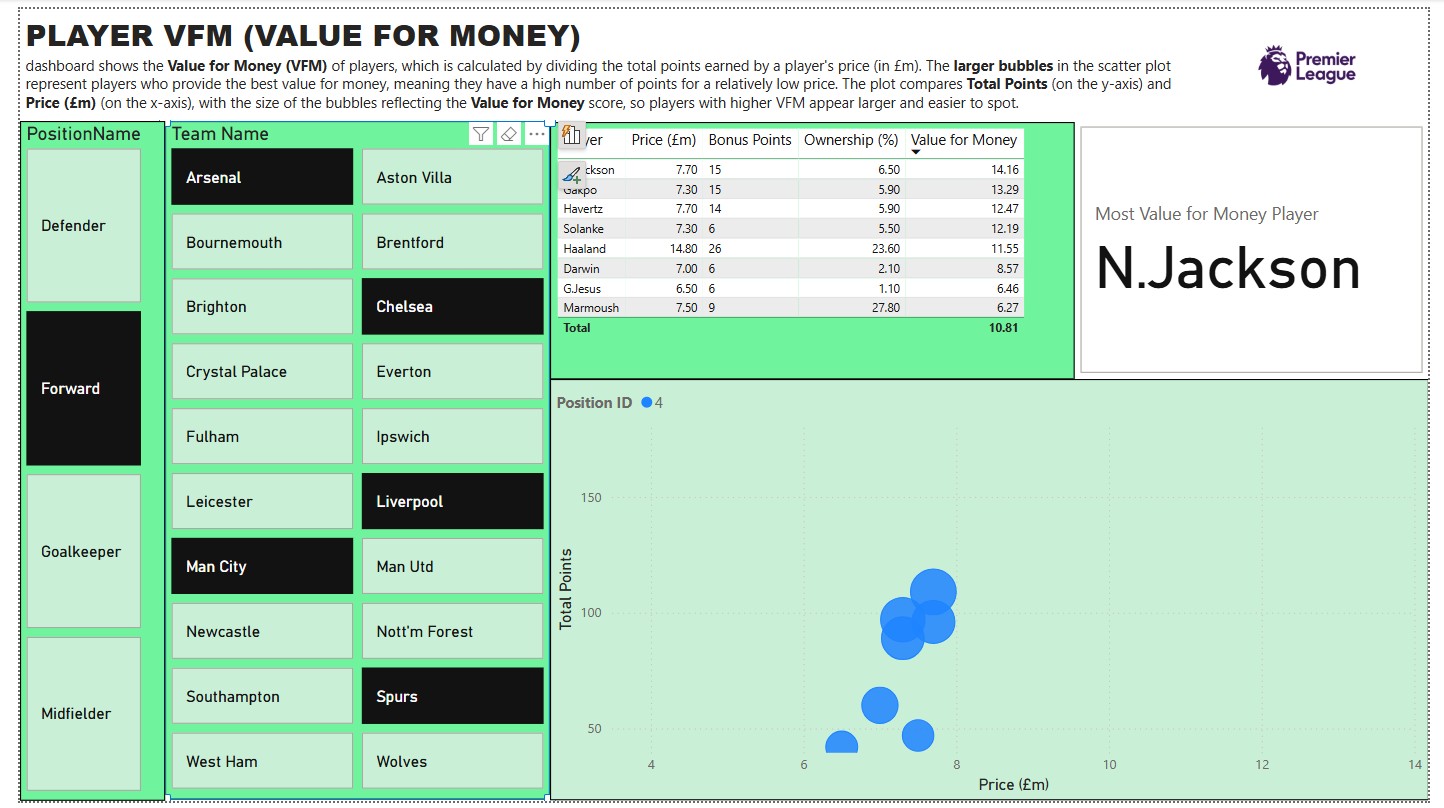 PLAYER VFM (VALUE FOR MONEY)
dashboard shows the Value for Money (VFM) of players, which is calculated by dividing the total points earned by a player's price (in £m). The larger bubbles in the scatter plot
represent players who provide the best value for money, meaning they have a high number of points for a relatively low price. The plot compares Total Points (on the y-axis) and
Price (£m) (on the x-axis), with the size of the bubbles reflecting the Value for Money score, so players with higher VFM appear larger and easier to spot.
Premier
League
PositionName
Defender
Forward
Goalkeeper
Midfielder
Team Name
Arsenal
Aston Villa
Bournemouth
Brentford
Brighton
Chelsea
Crystal Palace
Everton
Fulham
Ipswich
Leicester
Liverpool
Man City
Man Utd
Newcastle
Nott'm Forest
Southampton
Spurs
West Ham
Wolves
yer Price (£m) Bonus Points Ownership (%) Value for Money
ckson 7.70 15 6.50 14.16
Gakpo 7.30 15 5.90 13.29
Havertz 7.70 14 5.90 12.47
Solanke 7.30 6 5.50 12.19
Haaland 14.80 26 23.60 11.55
Darwin 7.00 6 2.10 8.57
G.Jesus 6.50 6 1.10 6.46
Marmoush 7.50 9 27.80 6.27
Total 10.81
Most Value for Money Player
N.Jackson
Position ID 4
Total Points
150
100
50
4 6 8 10 12 14
Price (£m)